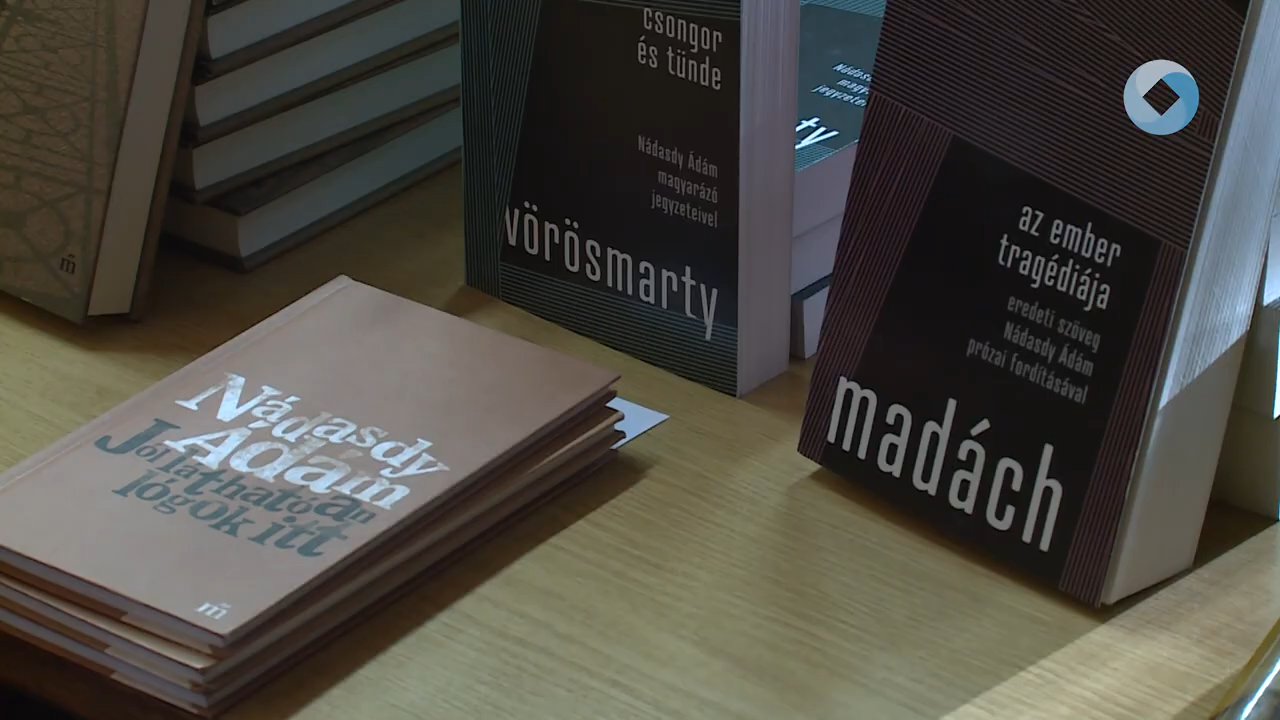 csongor
és tünde
Nádasdy Ádám
magyarázó
jegyzeteivel
vörösmarty
ty
az ember
tragédiája
eredeti szöveg
Nádasdy Ádám
prózai fordításával
madách
Nádasdy
Ádám
Jól láthatóan
lógok itt
m̋
m̋